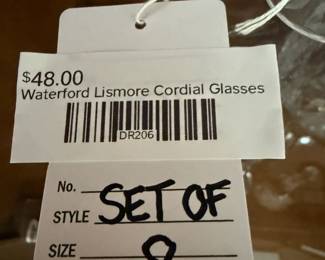 $48.00
Waterford Lismore Cordial Glasses
DR206
No.
STYLE SET OF
SIZE